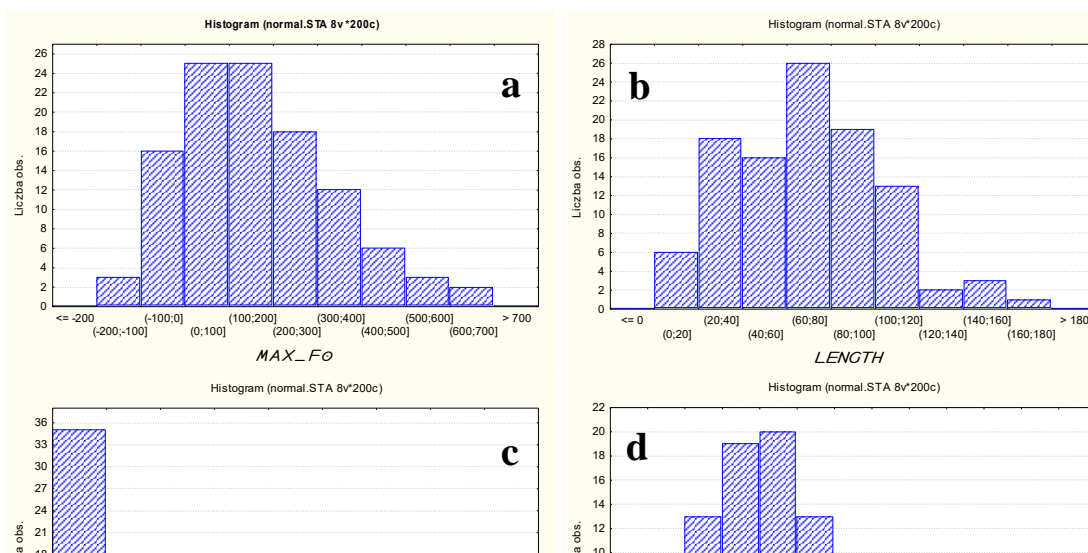 Histogram (normal.STA 8v*200c)
a
Liczba obs.
26
24
22
20
18
16
14
12
10
8
6
4
2
0
<= -200 (-100;0] (100;200] (300;400] (500;600] > 700
(-200;-100] (0;100] (200;300] (400;500] (600;700]
MAX_Fo
Histogram (normal.STA 8v*200c)
b
Liczba obs.
28
26
24
22
20
18
16
14
12
10
8
6
4
2
0
<= 0 (20;40] (60;80] (100;120] (140;160] > 180
(0;20] (40;60] (80;100] (120;140] (160;180]
LENGTH
Histogram (normal.STA 8v*200c)
c
36
33
30
27
24
21
Histogram (normal.STA 8v*200c)
d
22
20
18
16
14
12